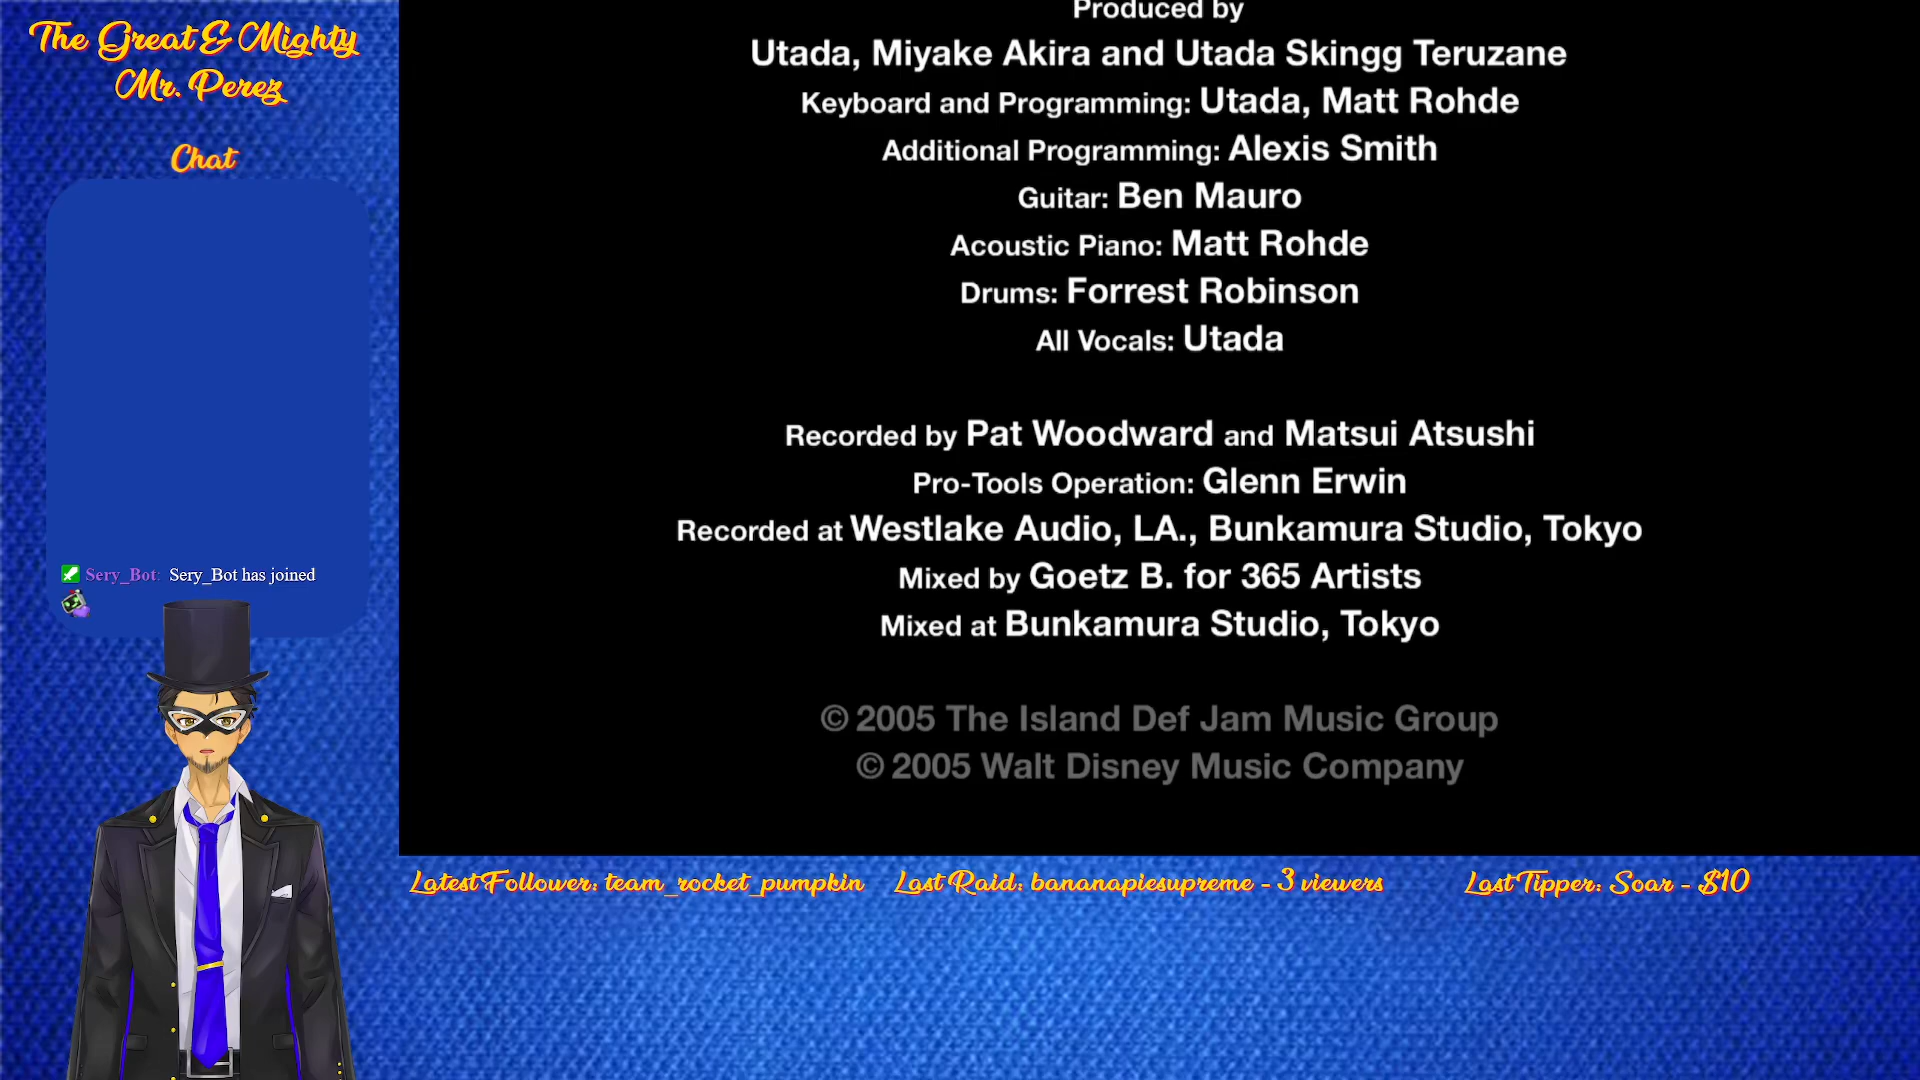 The Great & Mighty
Mr. Perez
Chat
Sery_Bot: Sery_Bot has joined
Produced by
Utada, Miyake Akira and Utada Skingg Teruzane
Keyboard and Programming: Utada, Matt Rohde
Additional Programming: Alexis Smith
Guitar: Ben Mauro
Acoustic Piano: Matt Rohde
Drums: Forrest Robinson
All Vocals: Utada
Recorded by Pat Woodward and Matsui Atsushi
Pro-Tools Operation: Glenn Erwin
Recorded at Westlake Audio, LA., Bunkamura Studio, Tokyo
Mixed by Goetz B. for 365 Artists
Mixed at Bunkamura Studio, Tokyo
© 2005 The Island Def Jam Music Group
© 2005 Walt Disney Music Company
Latest Follower: team_rocket_pumpkin
Last Raid: bananapiesupreme - 3 viewers
Last Tipper: Soar - $10